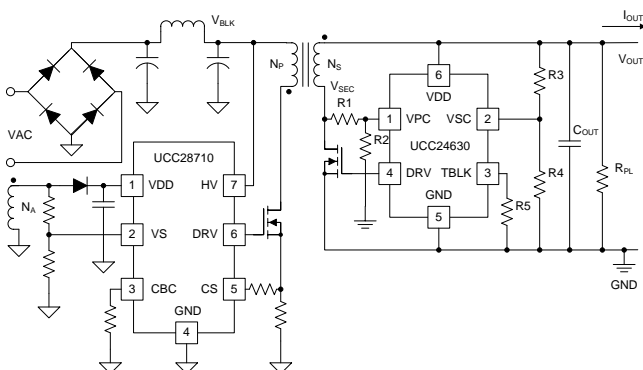 IOUT
VBLK
VOUT
NP
NS
VSEC
6
VDD
R3
R1
1
VPC
VSC
2
VAC
R2
UCC24630
COUT
UCC28710
4
DRV
TBLK
3
R4
RPL
1
VDD
HV
7
GND
NA
5
R5
2
VS
DRV
6
GND
3
CBC
CS
5
GND
4